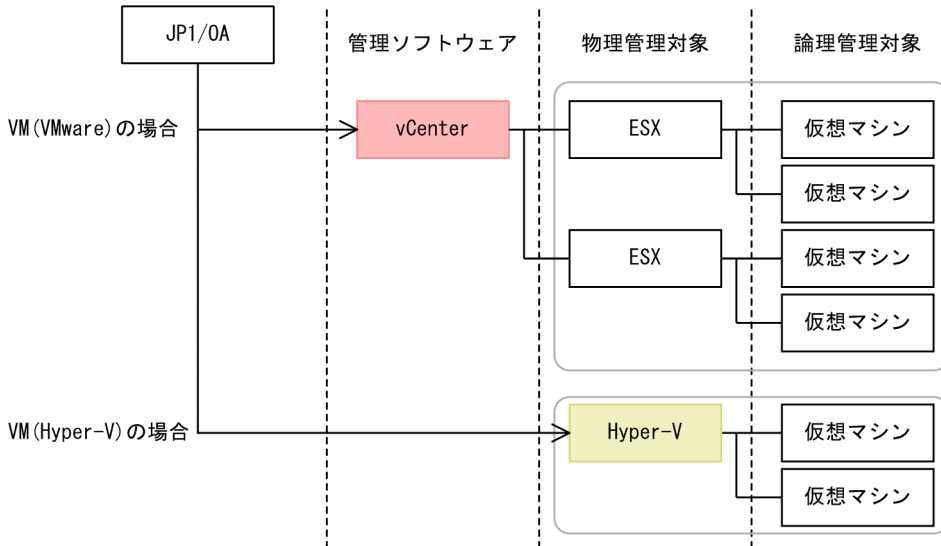 JP1/OA
管理ソフトウェア
物理管理対象
論理管理対象
VM(VMware)の場合
vCenter
ESX
仮想マシン
仮想マシン
ESX
仮想マシン
仮想マシン
VM(Hyper-V)の場合
Hyper-V
仮想マシン
仮想マシン